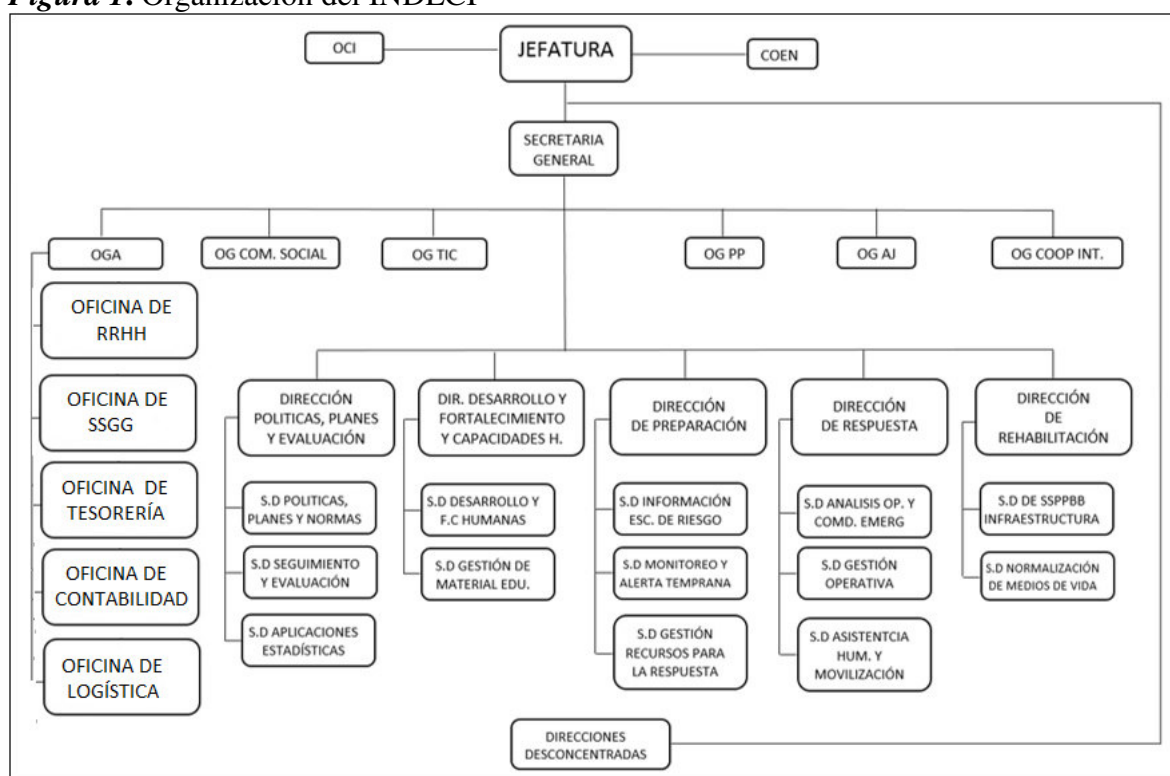 Figura 1. Organización del INDECI
OCI
JEFATURA
COEN
SECRETARIA
GENERAL
OGA
OG COM. SOCIAL
OG TIC
OG PP
OG AJ
OG COOP INT.
OFICINA DE
RRHH
OFICINA DE
SSGG
OFICINA DE
TESORERÍA
OFICINA DE
CONTABILIDAD
OFICINA DE
LOGÍSTICA
DIRECCIÓN
POLITICAS, PLANES
Y EVALUACIÓN
S.D POLITICAS,
PLANES Y NORMAS
S.D SEGUIMIENTO
Y EVALUACIÓN
S.D APLICACIONES
ESTADÍSTICAS
DIR. DESARROLLO Y
FORTALECIMIENTO
Y CAPACIDADES H.
S.D DESARROLLO Y
F.C HUMANAS
S.D GESTIÓN DE
MATERIAL EDU.
DIRECCIÓN
DE PREPARACIÓN
S.D INFORMACIÓN
ESC. DE RIESGO
S.D MONITOREO Y
ALERTA TEMPRANA
S.D GESTIÓN
RECURSOS PARA
LA RESPUESTA
DIRECCIÓN
DE RESPUESTA
S.D ANALISIS OP. Y
COMD. EMERG
S.D GESTIÓN
OPERATIVA
S.D ASISTENTCIA
HUM. Y
MOVILIZACIÓN
DIRECCIÓN
DE
REHABILITACIÓN
S.D DE SSPPBB
INFRAESTRUCTURA
S.D NORMALIZACIÓN
DE MEDIOS DE VIDA
DIRECCIONES
DESCONCENTRADAS